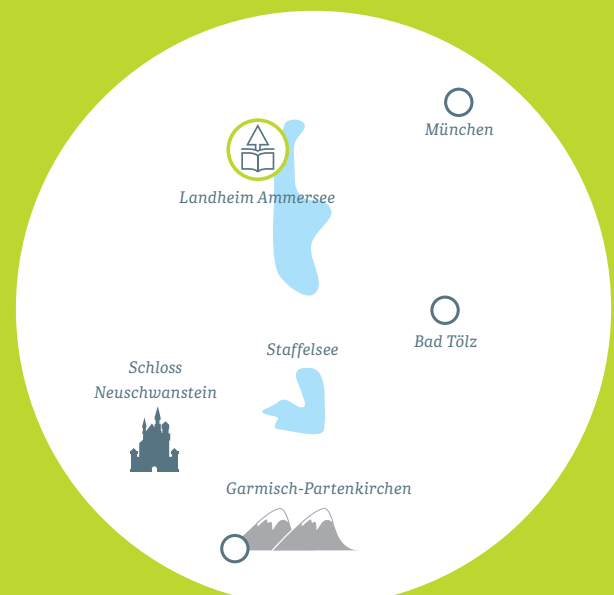 München
Landheim Ammersee
Bad Tölz
Staffelsee
Schloss
Neuschwanstein
Garmisch-Partenkirchen